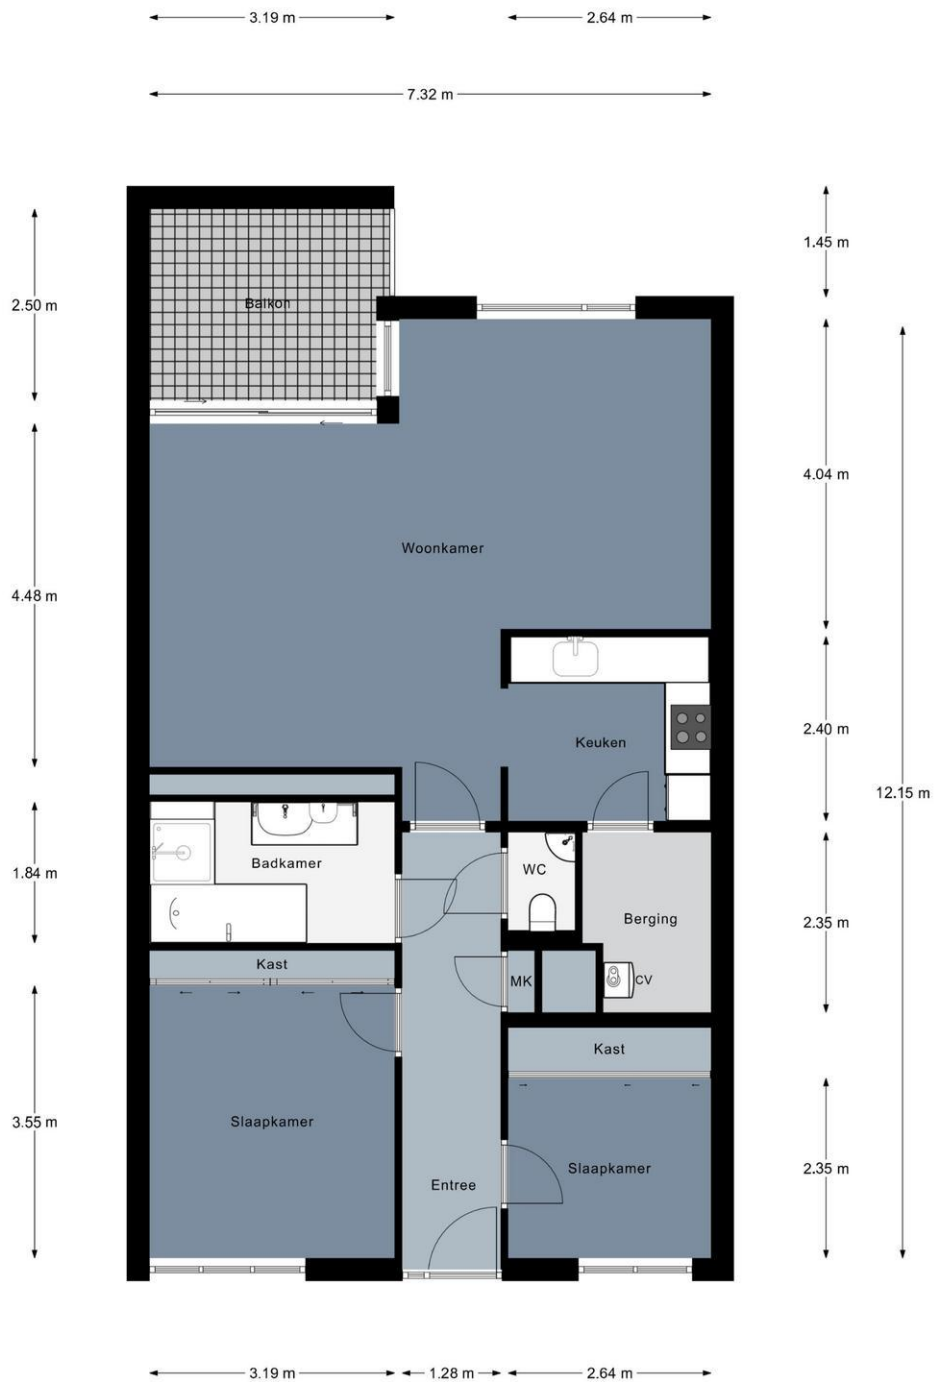 3.19 m
2.64 m
7.32 m
1.45 m
Balkon
2.50 m
4.04 m
Woonkamer
4.48 m
Keuken
2.40 m
12.15 m
Badkamer
WC
1.84 m
Berging
2.35 m
Kast
MK
CV
Kast
Slaapkamer
3.55 m
Slaapkamer
2.35 m
Entree
3.19 m
1.28 m
2.64 m